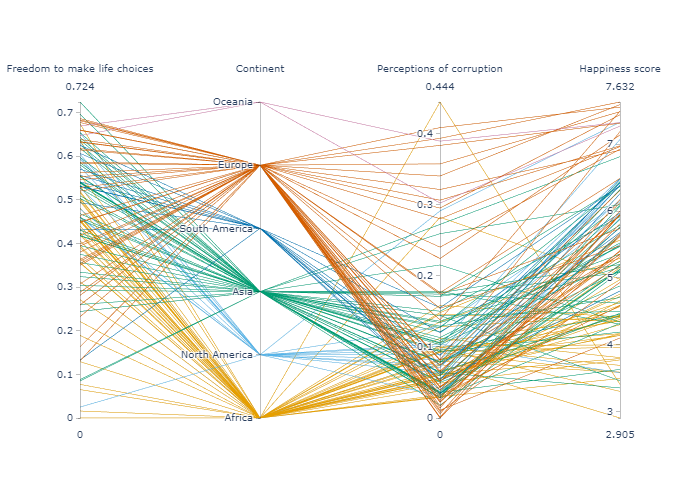 Freedom to make life choices Continent Perceptions of corruption Happiness score
0.724 0.444 7.632
Oceania
0.7
0.4
7
0.6
Europe
0.5
0.3
6
South America
0.4
0.3
Asia
0.2
5
0.2
North America
0.1
4
0.1
3
0 Africa 0
0 0 2.905